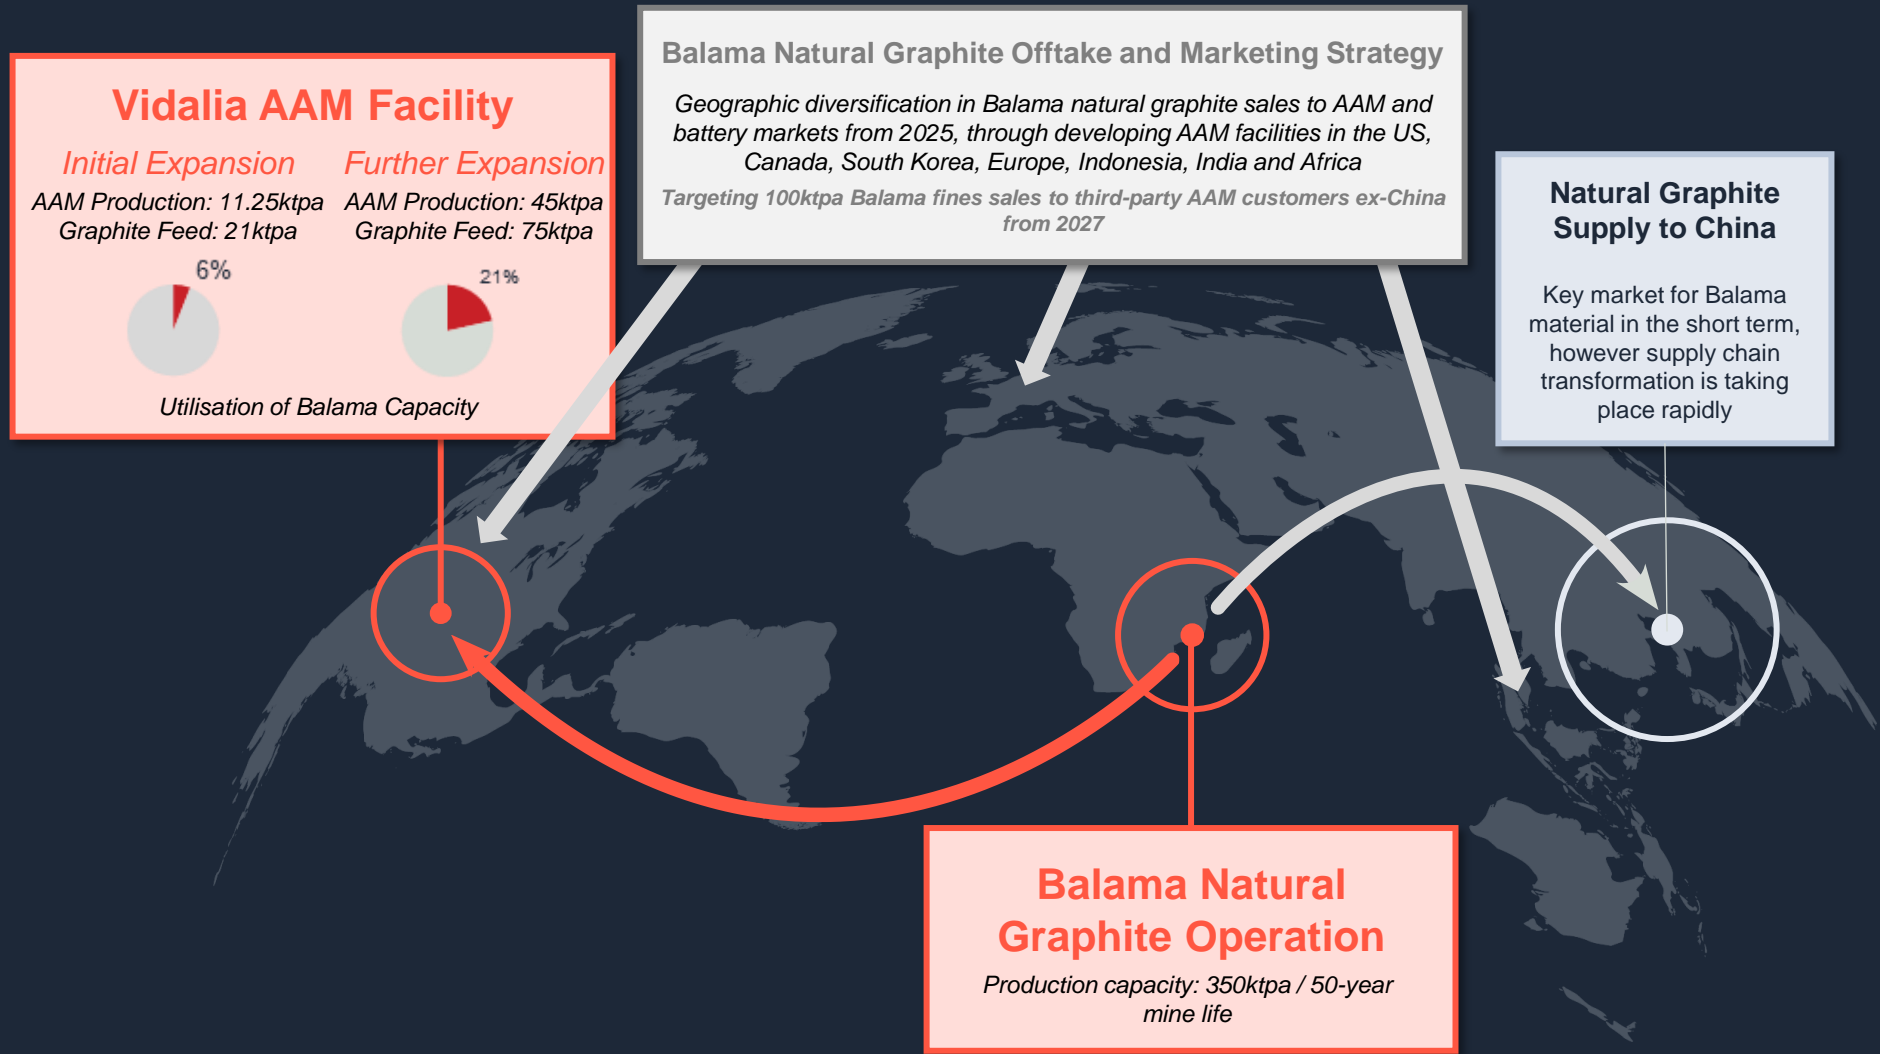 Vidalia AAM Facility
Initial Expansion
AAM Production: 11.25ktpa
Graphite Feed: 21ktpa
6%
Further Expansion
AAM Production: 45ktpa
Graphite Feed: 75ktpa
21%
Utilisation of Balama Capacity
Balama Natural Graphite Offtake and Marketing Strategy
Geographic diversification in Balama natural graphite sales to AAM and
battery markets from 2025, through developing AAM facilities in the US,
Canada, South Korea, Europe, Indonesia, India and Africa
Targeting 100ktpa Balama fines sales to third-party AAM customers ex-China
from 2027
Natural Graphite
Supply to China
Key market for Balama
material in the short term,
however supply chain
transformation is taking
place rapidly
Balama Natural
Graphite Operation
Production capacity: 350ktpa / 50-year
mine life